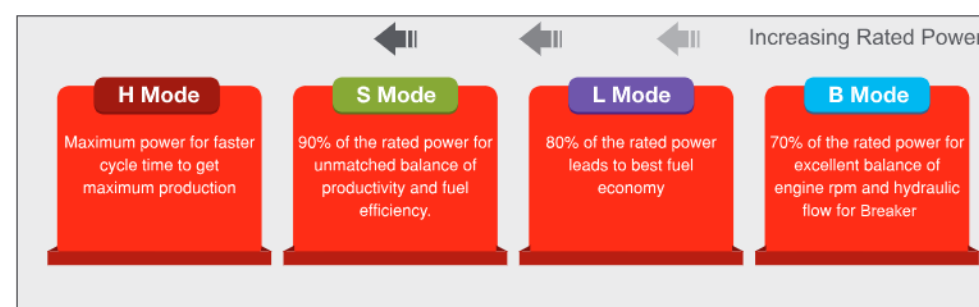 Increasing Rated Power
H Mode
Maximum power for faster
cycle time to get
maximum production
S Mode
90% of the rated power for
unmatched balance of
productivity and fuel
efficiency.
L Mode
80% of the rated power
leads to best fuel
economy
B Mode
70% of the rated power for
excellent balance of
engine rpm and hydraulic
flow for Breaker